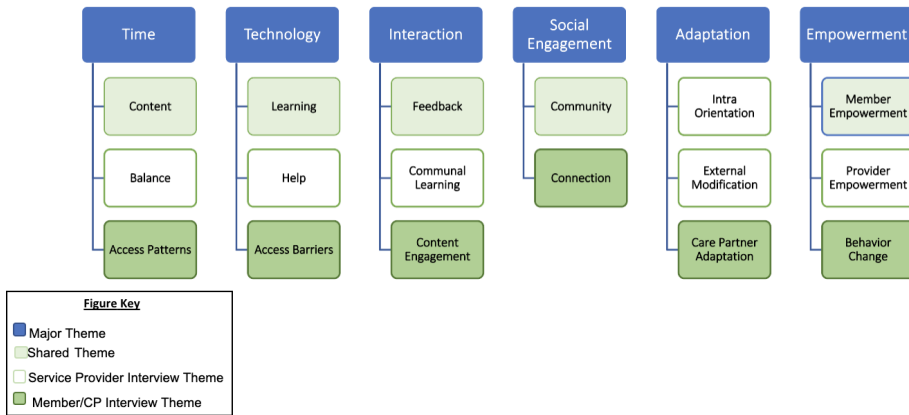 Time
Technology
Interaction
Social
Engagement
Adaptation
Empowerment
Content
Learning
Feedback
Community
Intra
Orientation
Member
Empowerment
Balance
Help
Communal
Learning
Connection
External
Modification
Provider
Empowerment
Access Patterns
Access Barriers
Content
Engagement
Care Partner
Adaptation
Behavior
Change
Figure Key
Major Theme
Shared Theme
Service Provider Interview Theme
Member/CP Interview Theme